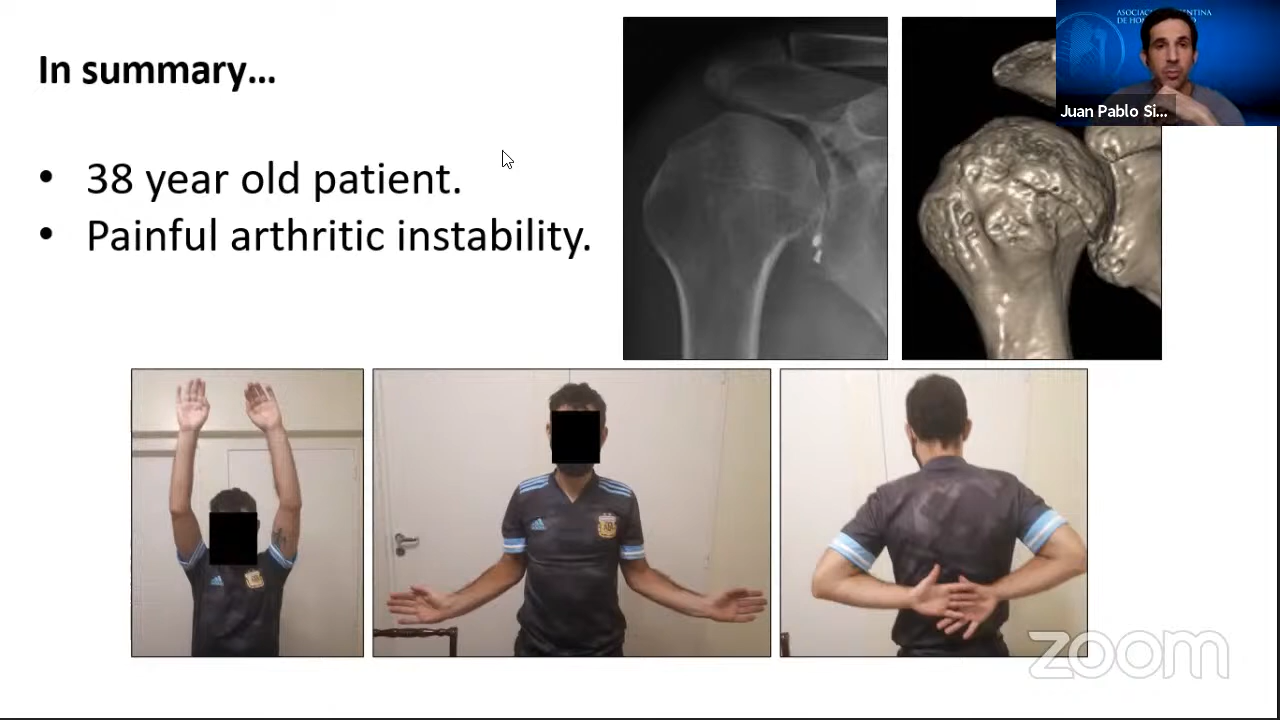 In summary...
• 38 year old patient.
• Painful arthritic instability.
Juan Pablo Si...
zoom